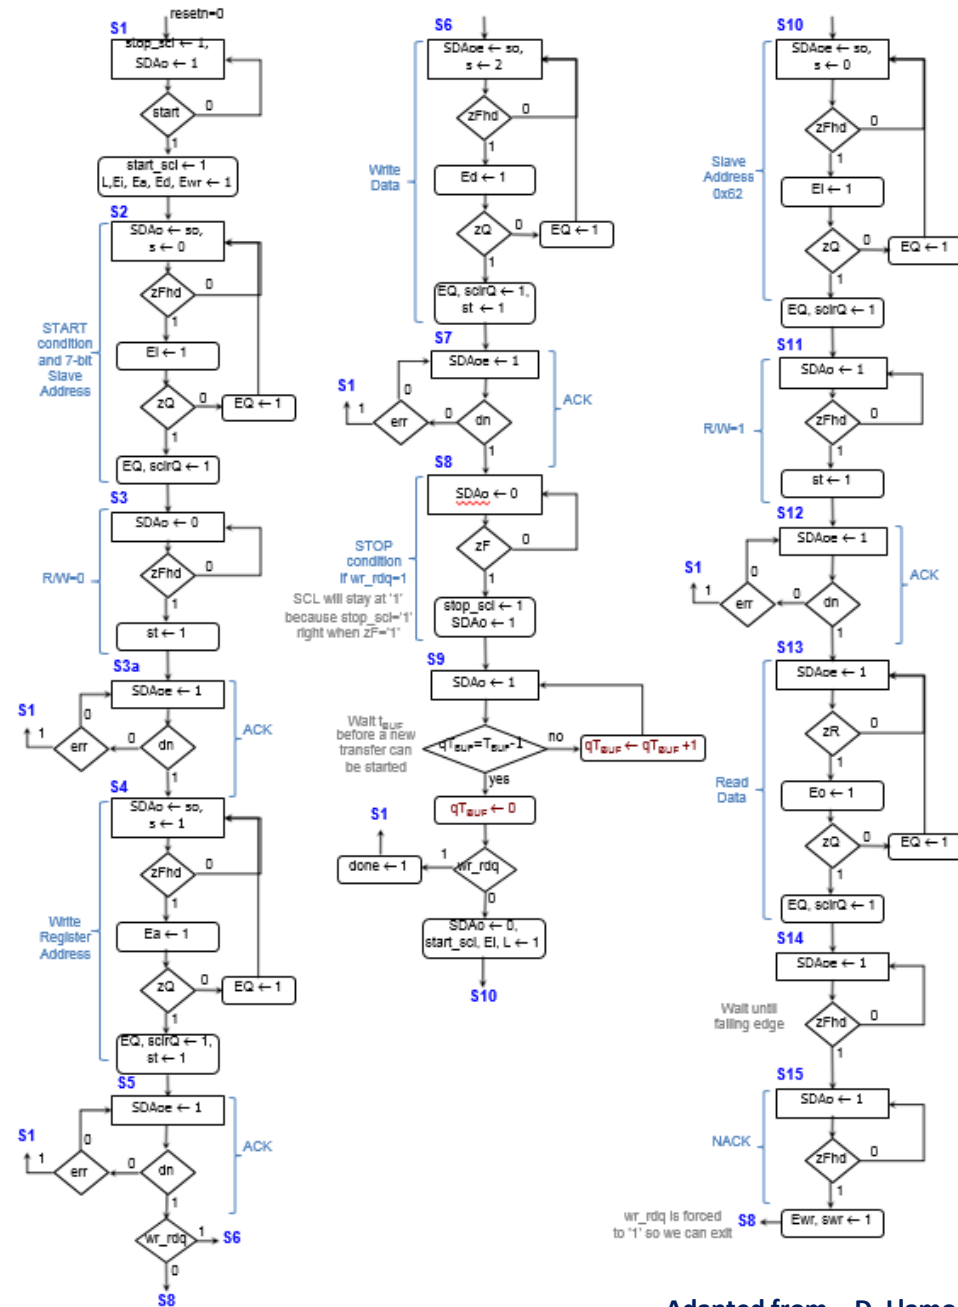 resetn=0
S1
stop_scl ← 1,
SDAo ← 1
start
0
1
start_scl ← 1
L,Ei, Ea, Ed, Ewr ← 1
S2
SDAo ← so,
s ← 0
zFhd
0
1
START
condition
and 7-bit
Slave
Address
EI ← 1
zQ
0
EQ ← 1
1
EQ, sclrQ ← 1
S3
SDAo ← 0
R/W=0
zFhd
0
1
st ← 1
S3a
SDAoe ← 1
S1
0
1
err
0
dn
ACK
1
S4
SDAo ← so,
s ← 1
zFhd
0
1
Write
Register
Address
Ea ← 1
zQ
0
EQ ← 1
1
EQ, sclrQ ← 1,
st ← 1
S5
SDAoe ← 1
S1
0
1
err
0
dn
ACK
1
wr_rdq
1
S6
0
S8
S6
SDAoe ← so,
s ← 2
zFhd
0
1
Write
Data
Ed ← 1
zQ
0
EQ ← 1
1
EQ, sclrQ ← 1,
st ← 1
S7
SDAoe ← 1
S1
0
1
err
0
dn
ACK
1
S8
SDAo ← 0
zF
0
1
STOP
condition
if wr_rdq=1
SCL will stay at '1'
because stop_scl='1'
right when zF='1'
stop_scl ← 1
SDAo ← 1
S9
SDAo ← 1
Wait tBUF
before a new
transfer can
be started
qTBUF=TBUF-1
no
qTBUF ← qTBUF+1
yes
qTBUF ← 0
S1
done ← 1
1
wr_rdq
0
SDAo ← 0,
start_scl, EI, L ← 1
S10
S10
SDAoe ← so,
s ← 0
zFhd
0
1
Slave
Address
0x62
EI ← 1
zQ
0
EQ ← 1
1
EQ, sclrQ ← 1
S11
SDAo ← 1
R/W=1
zFhd
0
1
st ← 1
S12
SDAoe ← 1
S1
0
1
err
0
dn
ACK
1
S13
SDAoe ← 1
zR
0
1
Read
Data
Eo ← 1
zQ
0
EQ ← 1
1
EQ, sclrQ ← 1
S14
SDAoe ← 1
Wait until
falling edge
zFhd
0
1
S15
SDAo ← 1
NACK
zFhd
0
1
wr_rdq is forced
to '1' so we can exit
S8
Ewr, swr ← 1
Adapted from